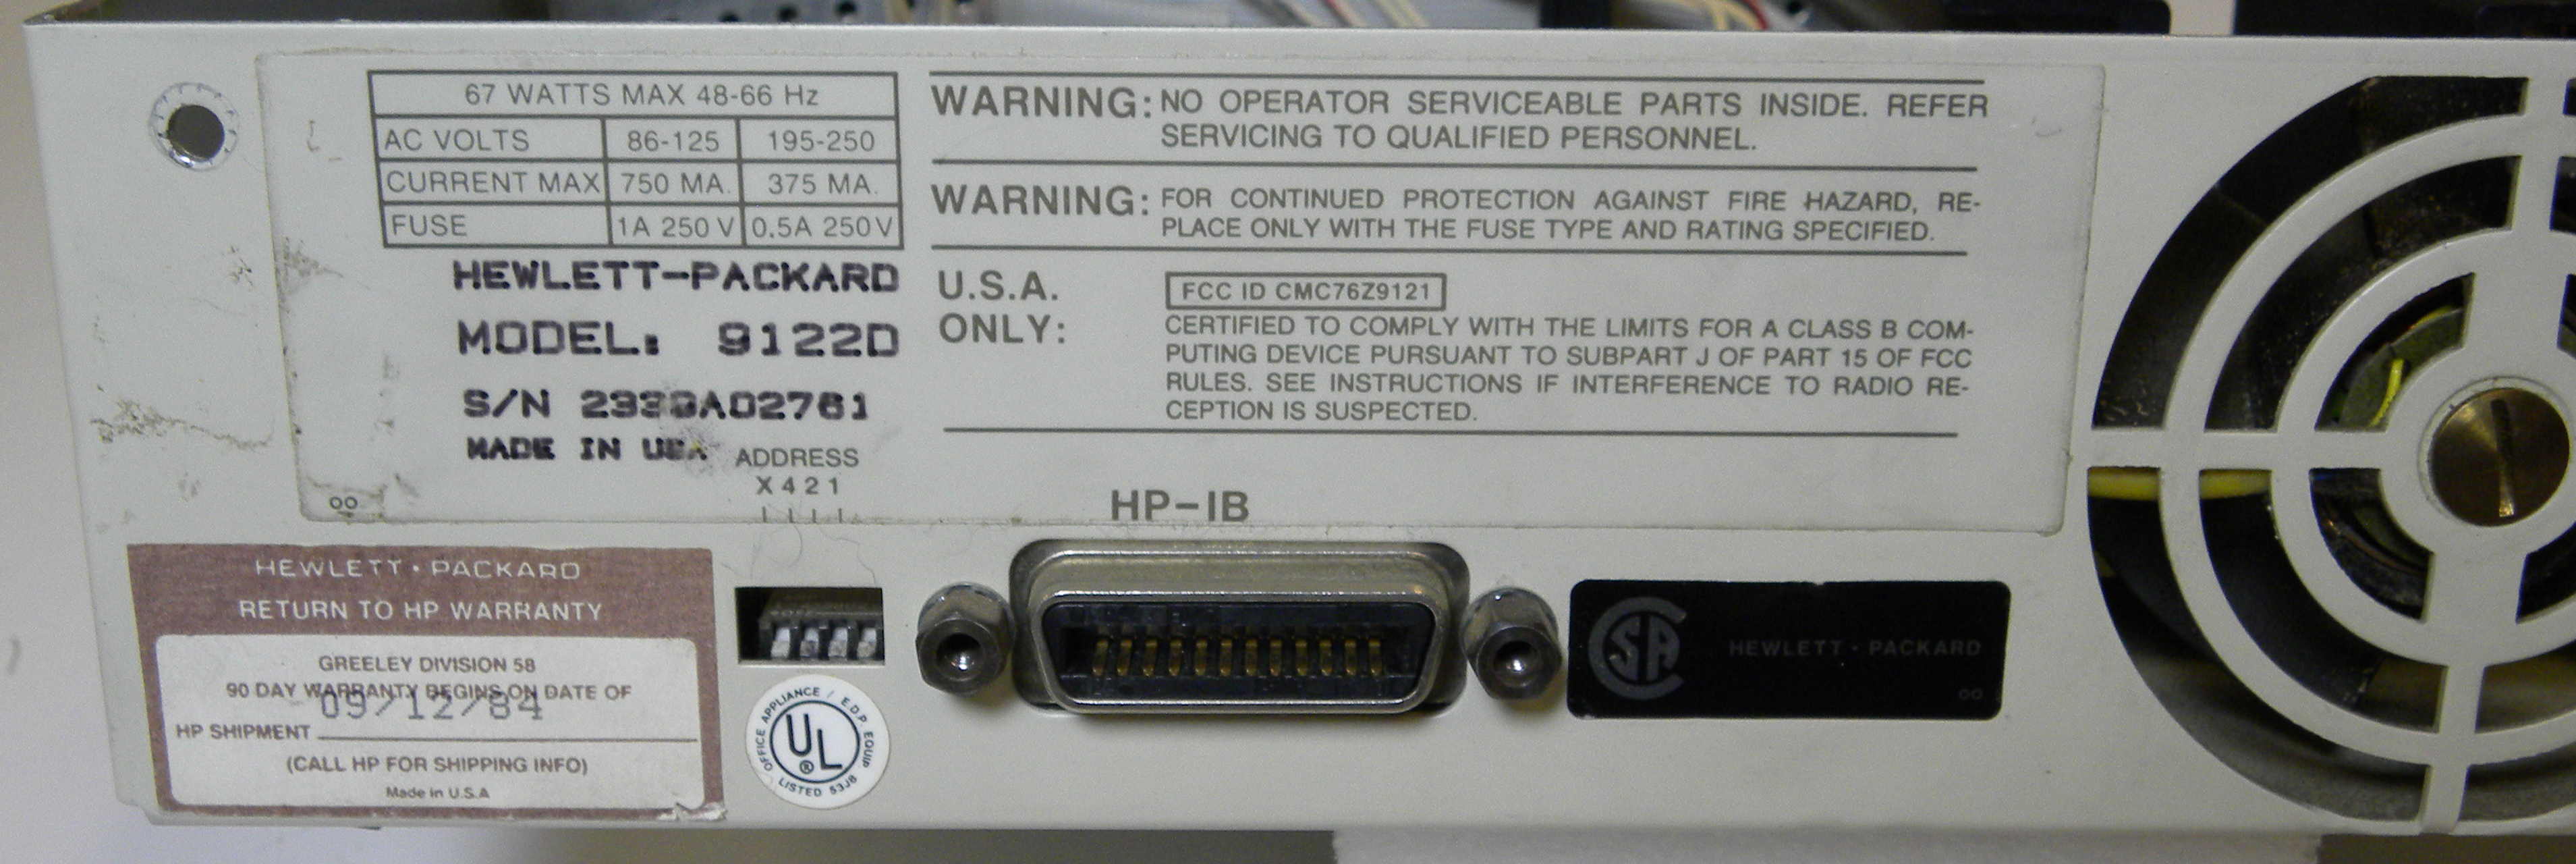 67 WATTS MAX 48-66 Hz
AC VOLTS 86-125 195-250
CURRENT MAX 750 MA. 375 MA.
FUSE 1A 250 V 0.5A 250 V
HEWLETT-PACKARD
MODEL: 9122D
S/N 2339A02761
MADE IN USA
ADDRESS
X 4 2 1
WARNING: NO OPERATOR SERVICEABLE PARTS INSIDE. REFER
SERVICING TO QUALIFIED PERSONNEL.
WARNING: FOR CONTINUED PROTECTION AGAINST FIRE HAZARD, RE-
PLACE ONLY WITH THE FUSE TYPE AND RATING SPECIFIED.
U.S.A.
ONLY:
FCC ID CMC76Z9121
CERTIFIED TO COMPLY WITH THE LIMITS FOR A CLASS B COM-
PUTING DEVICE PURSUANT TO SUBPART J OF PART 15 OF FCC
RULES. SEE INSTRUCTIONS IF INTERFERENCE TO RADIO RE-
CEPTION IS SUSPECTED.
HP-IB
HEWLETT · PACKARD
RETURN TO HP WARRANTY
GREELEY DIVISION 58
90 DAY WARRANTY BEGINS ON DATE OF
09/12/84
HP SHIPMENT
(CALL HP FOR SHIPPING INFO)
Made in U.S.A
OFFICE APPLIANCE / E.D.P. EQUIP
UL ®
LISTED 53J8
CSA
HEWLETT · PACKARD